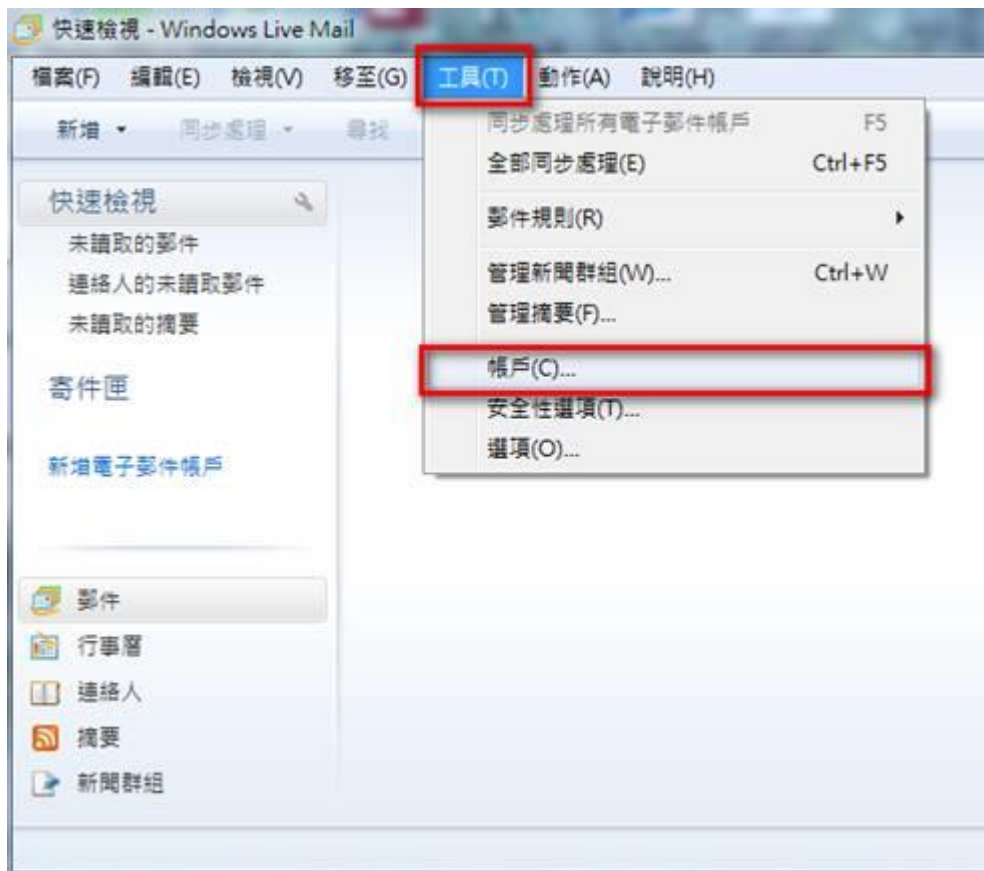 快速檢視 - Windows Live Mail
檔案(F) 編輯(E) 檢視(V) 移至(G) 工具(T) 動作(A) 說明(H)
新增 同步處理 尋找
同步處理所有電子郵件帳戶 F5
全部同步處理(E) Ctrl+F5
郵件規則(R)
管理新聞群組(W)... Ctrl+W
管理摘要(F)...
帳戶(C)...
安全性選項(T)...
選項(O)...
快速檢視
未讀取的郵件
連絡人的未讀取郵件
未讀取的摘要
寄件匣
新增電子郵件帳戶
郵件
行事曆
連絡人
摘要
新聞群組